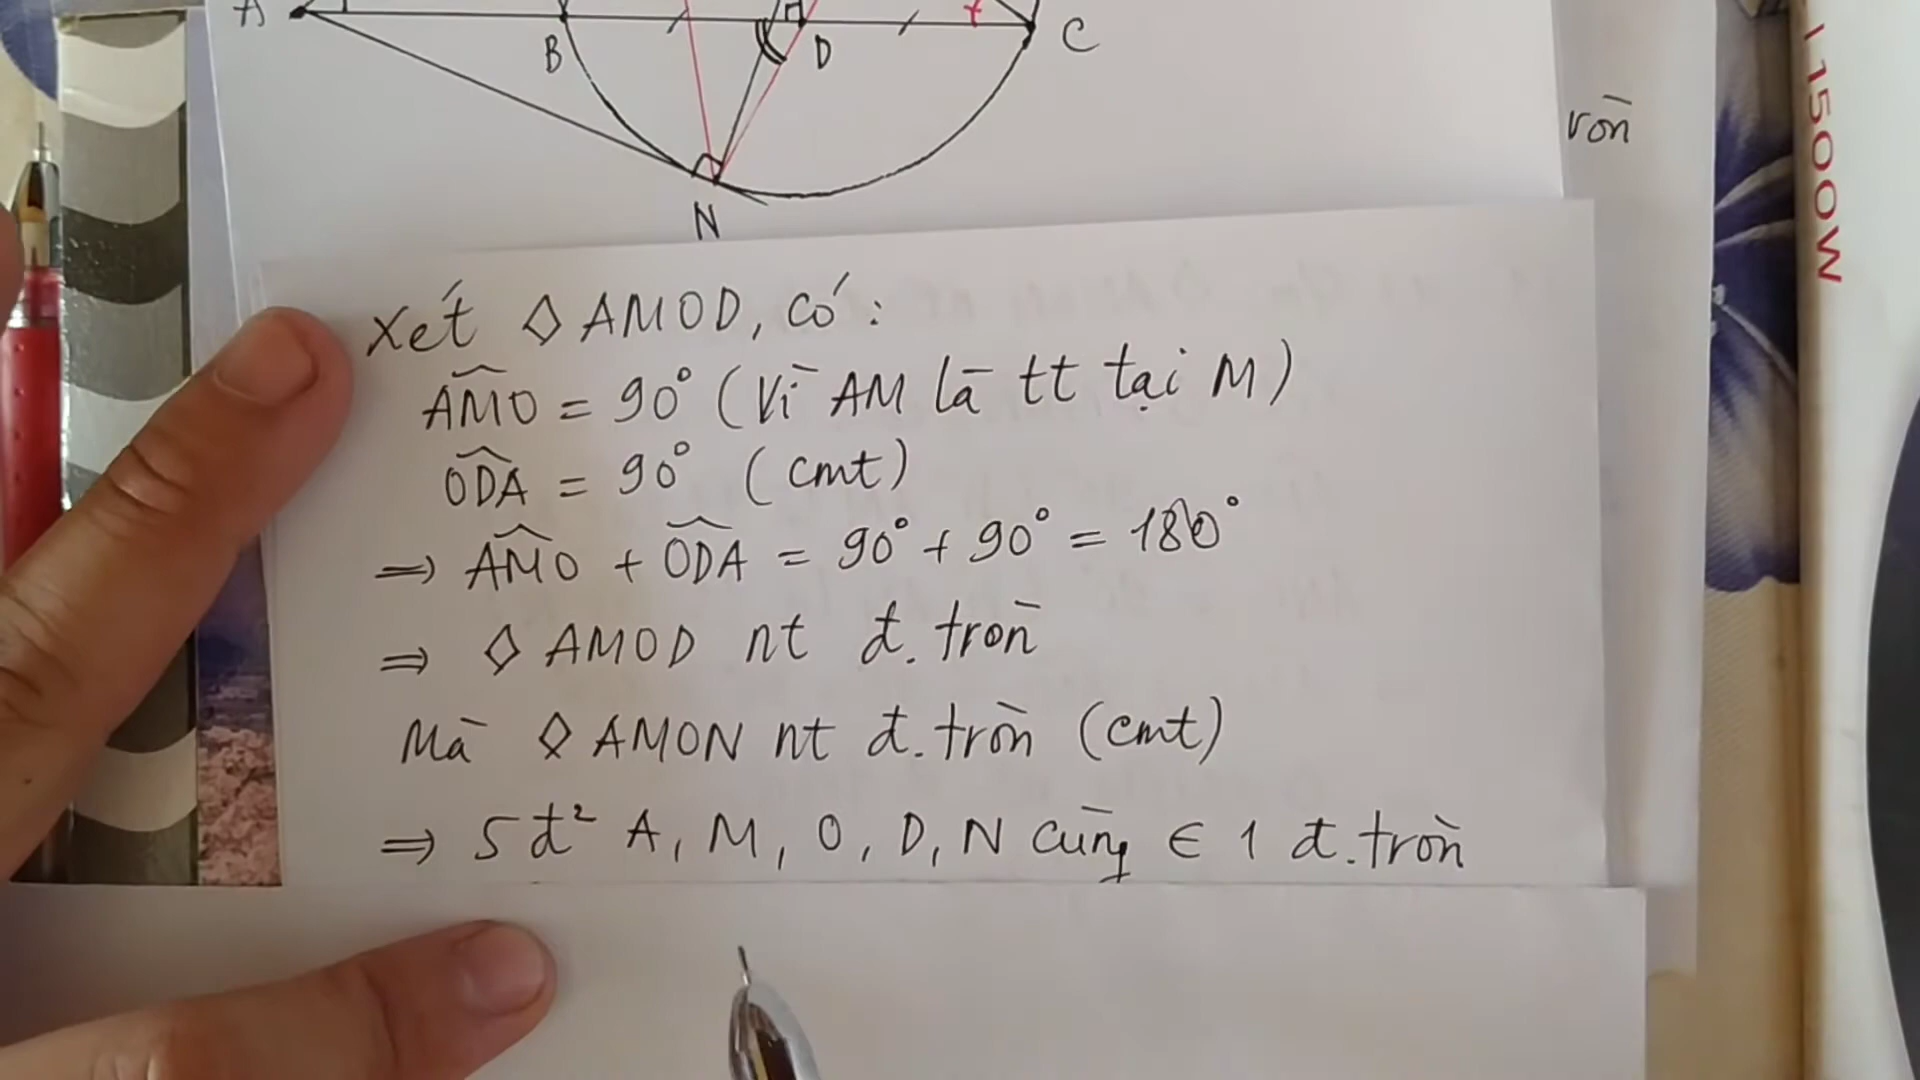 A
B
D
C
N
ròn
1500W
Xét ◊ AMOD, có:
AMO = 90° (Vì AM là tt tại M)
ODA = 90° (cmt)
=> AMO + ODA = 90° + 90° = 180°
=> ◊ AMOD nt đ. tròn
Mà ◊ AMON nt đ. tròn (cmt)
=> 5 đ² A, M, O, D, N cùng ∈ 1 đ. tròn